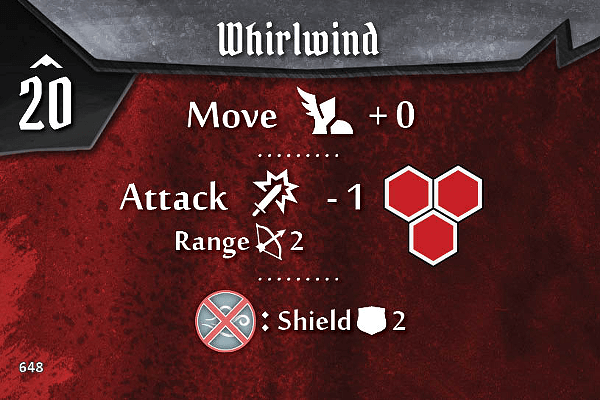 Whirlwind
20
Move + 0
Attack - 1
Range 2
: Shield 2
648